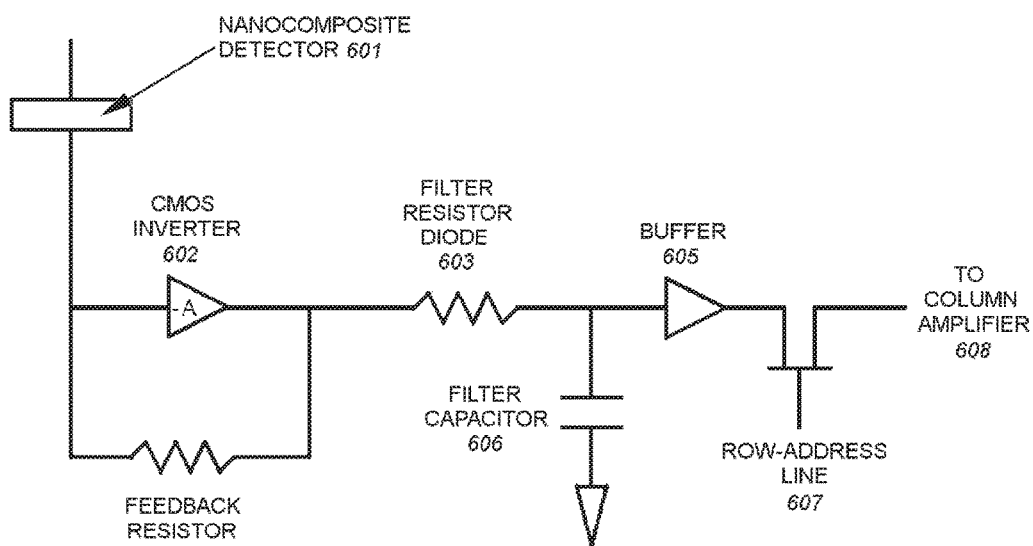 NANOCOMPOSITE
DETECTOR 601
CMOS
INVERTER
602
-A
FILTER
RESISTOR
DIODE
603
BUFFER
605
TO
COLUMN
AMPLIFIER
608
FILTER
CAPACITOR
606
ROW-ADDRESS
LINE
607
FEEDBACK
RESISTOR